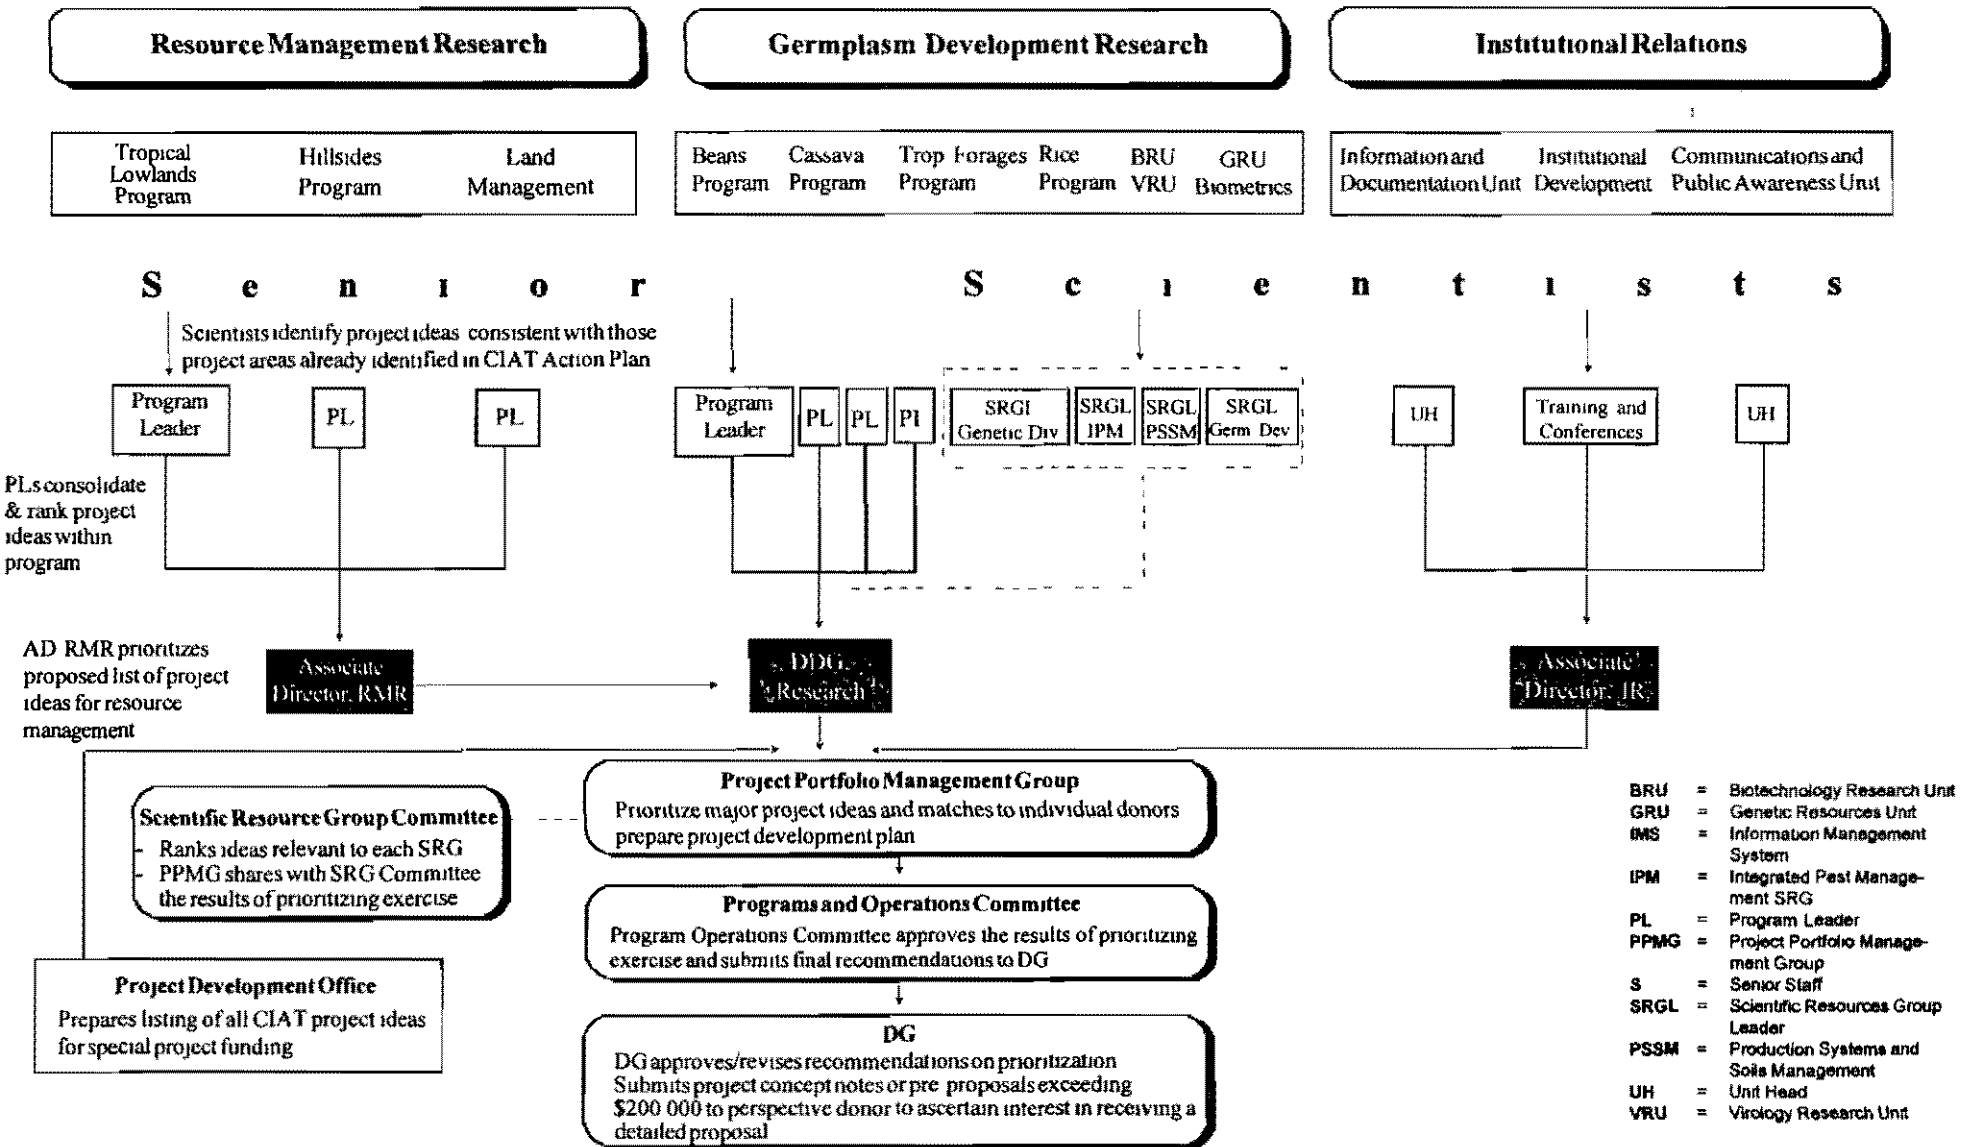 Resource Management Research
Germplasm Development Research
Institutional Relations
Tropical
Lowlands
Program
Hillsides
Program
Land
Management
Beans
Program
Cassava
Program
Trop Forages
Program
Rice
Program
BRU
VRU
GRU
Biometrics
Information and
Documentation Unit
Institutional
Development
Communications and
Public Awareness Unit
Senior Scientists
Scientists identify project ideas consistent with those
project areas already identified in CIAT Action Plan
Program
Leader
PL
PL
Program
Leader
PL
PL
Pl
SRGl
Genetic Div
SRGL
IPM
SRGL
PSSM
SRGL
Germ Dev
UH
Training and
Conferences
UH
PLs consolidate
& rank project
ideas within
program
AD RMR prioritizes
proposed list of project
ideas for resource
management
Associate
Director, RMR
DDG,
Research
Associate
Director, IR
Project Portfolio Management Group
Prioritize major project ideas and matches to individual donors
prepare project development plan
Scientific Resource Group Committee
- Ranks ideas relevant to each SRG
- PPMG shares with SRG Committee
the results of prioritizing exercise
Programs and Operations Committee
Program Operations Committee approves the results of prioritizing
exercise and submits final recommendations to DG
Project Development Office
Prepares listing of all CIAT project ideas
for special project funding
DG
DG approves/revises recommendations on prioritization
Submits project concept notes or pre proposals exceeding
$200 000 to perspective donor to ascertain interest in receiving a
detailed proposal
BRU = Biotechnology Research Unit
GRU = Genetic Resources Unit
IMS = Information Management
System
IPM = Integrated Pest Manage-
ment SRG
PL = Program Leader
PPMG = Project Portfolio Manage-
ment Group
S = Senior Staff
SRGL = Scientific Resources Group
Leader
PSSM = Production Systems and
Soils Management
UH = Unit Head
VRU = Virology Research Unit